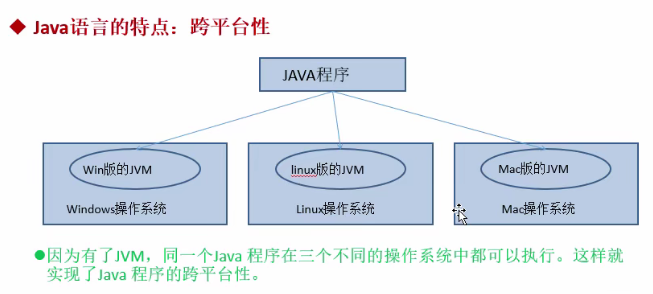 Java语言的特点：跨平台性
JAVA程序
Win版的JVM
linux版的JVM
Mac版的JVM
Windows操作系统
Linux操作系统
Mac操作系统
因为有了JVM，同一个Java 程序在三个不同的操作系统中都可以执行。这样就
实现了Java 程序的跨平台性。